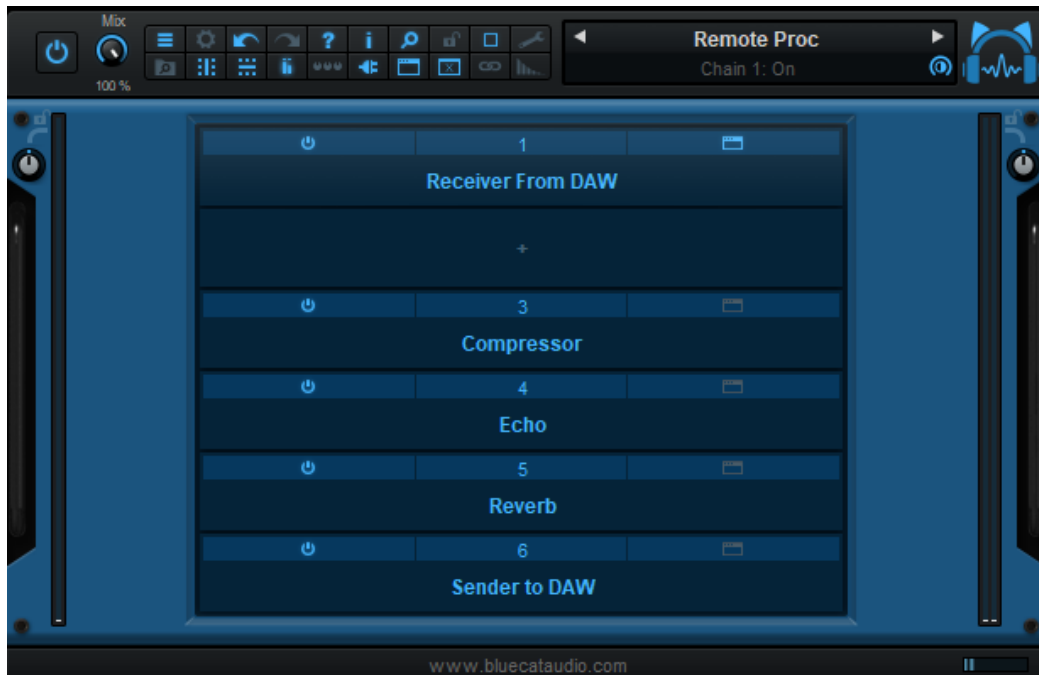 Mix
100 %
Remote Proc
Chain 1: On
1
Receiver From DAW
+
3
Compressor
4
Echo
5
Reverb
6
Sender to DAW
www.bluecataudio.com